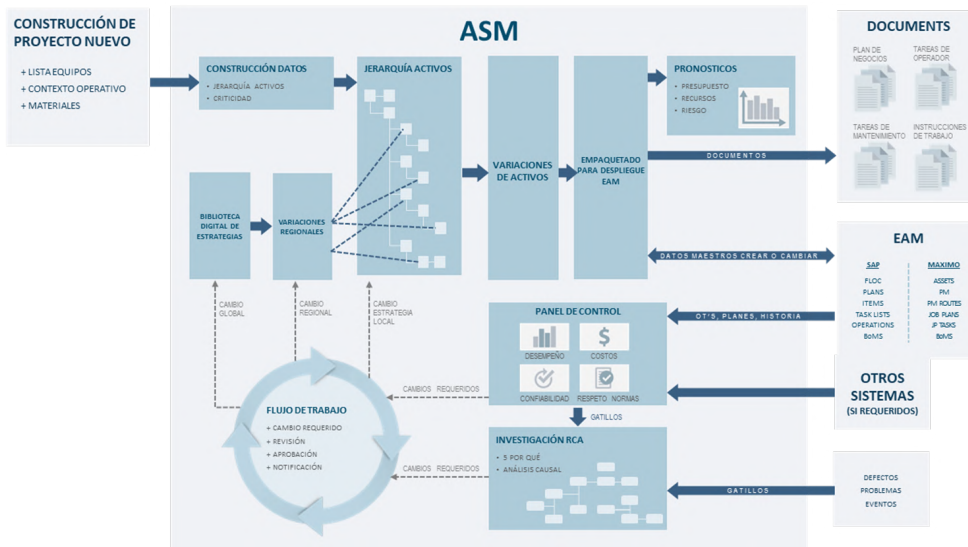 CONSTRUCCIÓN DE
PROYECTO NUEVO
+ LISTA EQUIPOS
+ CONTEXTO OPERATIVO
+ MATERIALES
ASM
CONSTRUCCIÓN DATOS
• JERARQUÍA ACTIVOS
• CRITICIDAD
JERARQUÍA ACTIVOS
VARIACIONES
DE ACTIVOS
EMPAQUETADO
PARA DESPLIEGUE
EAM
PRONOSTICOS
• PRESUPUESTO
• RECURSOS
• RIESGO
DOCUMENTOS
DOCUMENTS
PLAN DE
NEGOCIOS
TAREAS DE
OPERADOR
TAREAS DE
MANTENIMIENTO
INSTRUCCIONES
DE TRABAJO
BIBLIOTECA
DIGITAL DE
ESTRATEGIAS
VARIACIONES
REGIONALES
DATOS MAESTROS CREAR O CAMBIAR
EAM
SAP
FLOC
PLANS
ITEMS
TASK LISTS
OPERATIONS
BoMS
MAXIMO
ASSETS
PM
PM ROUTES
JOB PLANS
JP TASKS
BoMS
CAMBIO
GLOBAL
CAMBIO
REGIONAL
CAMBIO
ESTRATEGIA
LOCAL
PANEL DE CONTROL
DESEMPEÑO
COSTOS
CONFIABILIDAD
RESPETO NORMAS
OT'S, PLANES, HISTORIA
OTROS
SISTEMAS
(SI REQUERIDOS)
CAMBIOS REQUERIDOS
GATILLOS
FLUJO DE TRABAJO
+ CAMBIO REQUERIDO
+ REVISIÓN
+ APROBACIÓN
+ NOTIFICACIÓN
INVESTIGACIÓN RCA
• 5 POR QUÉ
• ANÁLISIS CAUSAL
CAMBIOS REQUERIDOS
GATILLOS
DEFECTOS
PROBLEMAS
EVENTOS